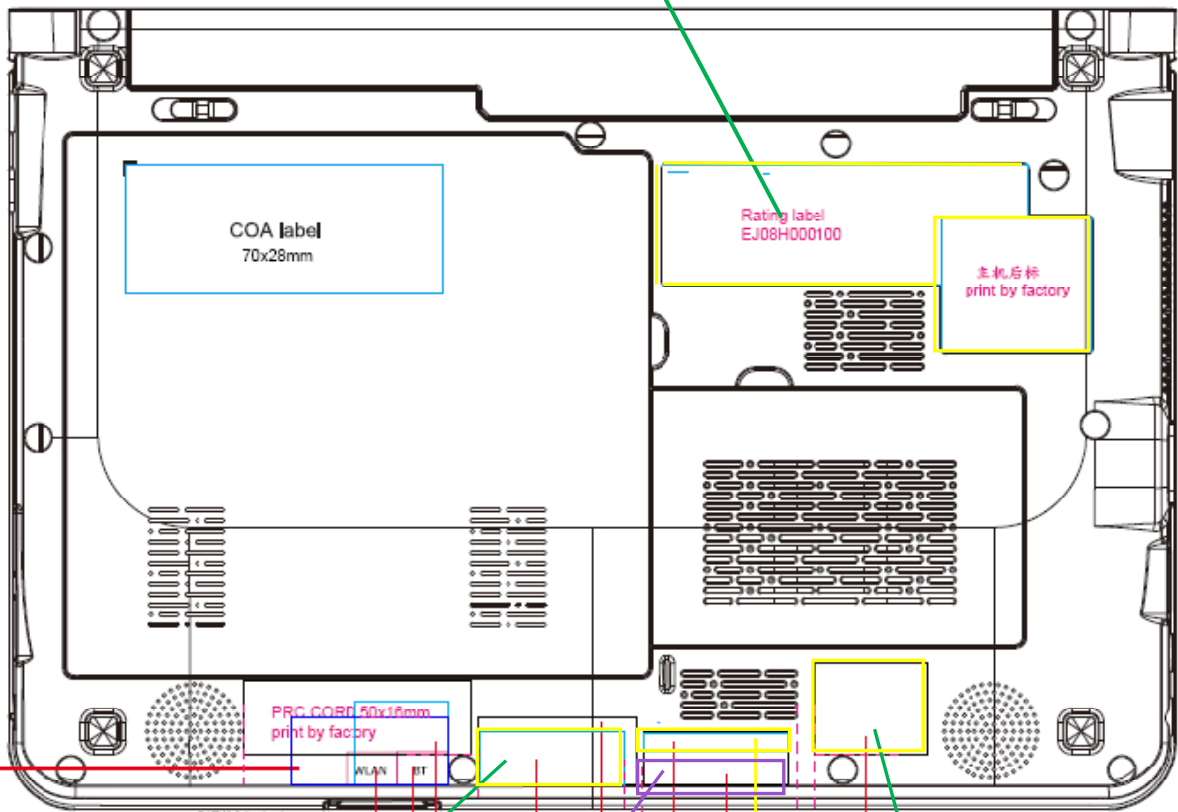 COA label
70x28mm
Rating label
EJ08H000100
主机后标
print by factory
PRC CORD 50x16mm
print by factory
WLAN BT